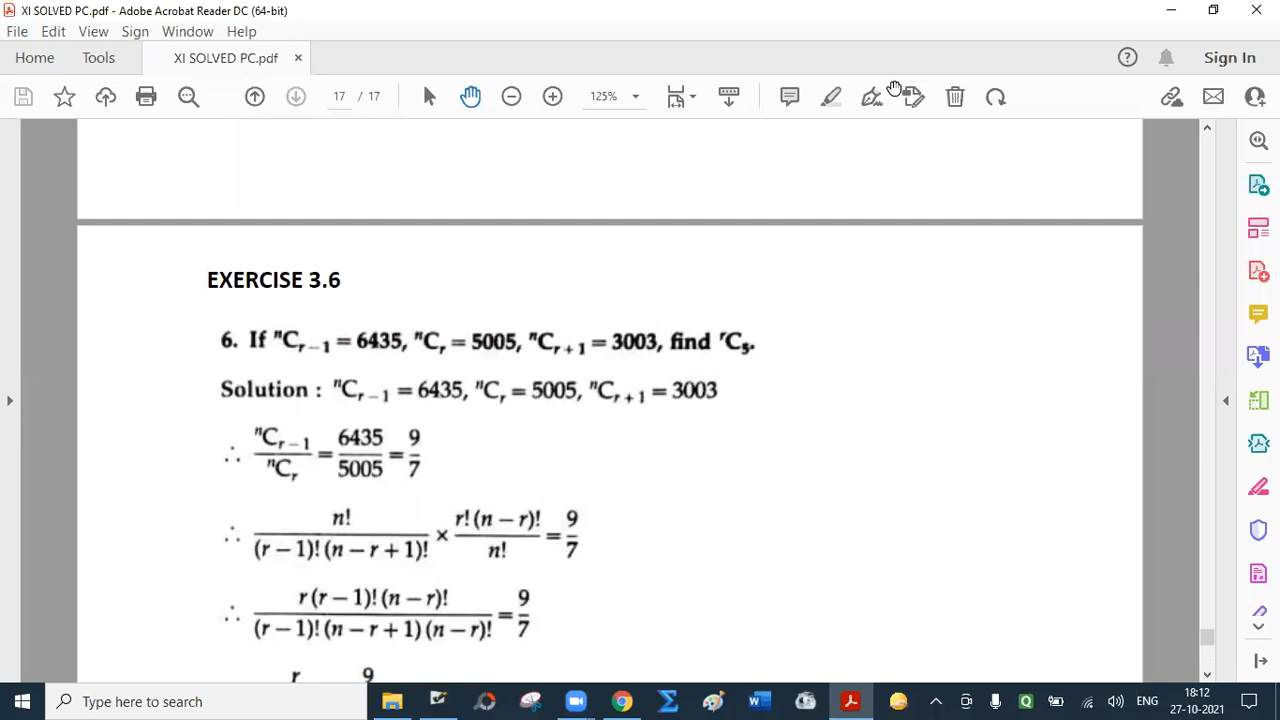 XI SOLVED PC.pdf - Adobe Acrobat Reader DC (64-bit)
File Edit View Sign Window Help
Home Tools XI SOLVED PC.pdf × Sign In
17 / 17 125%
EXERCISE 3.6
6. If ⁿCᵣ₋₁ = 6435, ⁿCᵣ = 5005, ⁿCᵣ₊₁ = 3003, find ʳC₅.
Solution : ⁿCᵣ₋₁ = 6435, ⁿCᵣ = 5005, ⁿCᵣ₊₁ = 3003
∴ ⁿCᵣ₋₁ / ⁿCᵣ = 6435 / 5005 = 9 / 7
∴ n! / (r − 1)! (n − r + 1)! × r! (n − r)! / n! = 9 / 7
∴ r (r − 1)! (n − r)! / (r − 1)! (n − r + 1) (n − r)! = 9 / 7
r 9
Type here to search
ENG
18:12
27-10-2021